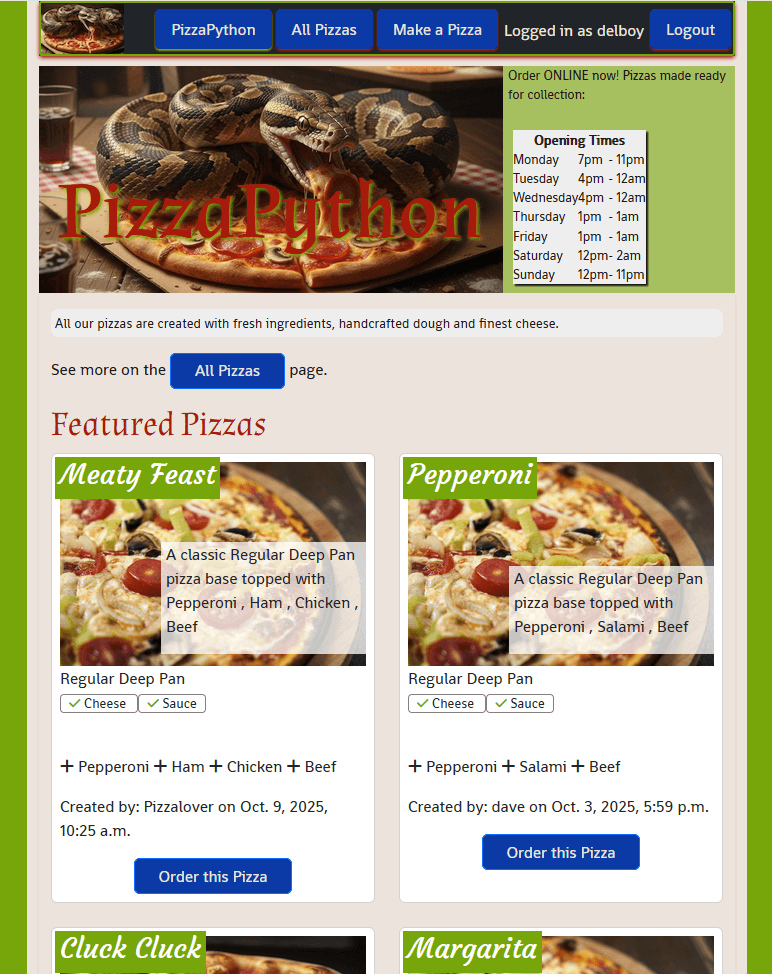 PizzaPython All Pizzas Make a Pizza Logged in as delboy Logout
PizzaPython
Order ONLINE now! Pizzas made ready
for collection:
Opening Times
Monday 7pm - 11pm
Tuesday 4pm - 12am
Wednesday 4pm - 12am
Thursday 1pm - 1am
Friday 1pm - 1am
Saturday 12pm - 2am
Sunday 12pm - 11pm
All our pizzas are created with fresh ingredients, handcrafted dough and finest cheese.
See more on the All Pizzas page.
Featured Pizzas
Meaty Feast
A classic Regular Deep Pan
pizza base topped with
Pepperoni , Ham , Chicken ,
Beef
Regular Deep Pan
Cheese Sauce
Pepperoni Ham Chicken Beef
Created by: Pizzalover on Oct. 9, 2025,
10:25 a.m.
Order this Pizza
Pepperoni
A classic Regular Deep Pan
pizza base topped with
Pepperoni , Salami , Beef
Regular Deep Pan
Cheese Sauce
Pepperoni Salami Beef
Created by: dave on Oct. 3, 2025, 5:59 p.m.
Order this Pizza
Cluck Cluck
Margarita